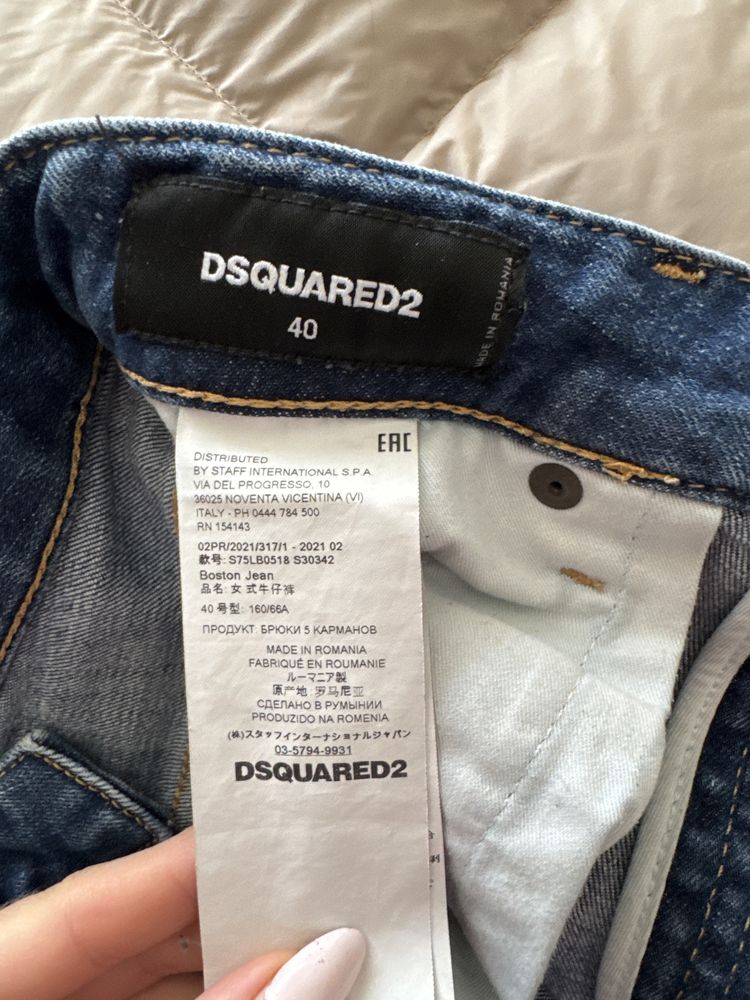 DSQUARED2
40
MADE IN ROMANIA
EAC
DISTRIBUTED
BY STAFF INTERNATIONAL S.P.A.
VIA DEL PROGRESSO, 10
36025 NOVENTA VICENTINA (VI)
ITALY - PH 0444 784 500
RN 154143
02PR/2021/317/1 - 2021 02
款号: S75LB0518 S30342
Boston Jean
品名: 女 式牛仔裤
40 号型: 160/66A
ПРОДУКТ: БРЮКИ 5 КАРМАНОВ
MADE IN ROMANIA
FABRIQUÉ EN ROUMANIE
ルーマニア製
原产地: 罗马尼亚
СДЕЛАНО В РУМЫНИИ
PRODUZIDO NA ROMENIA
(株)スタッフインターナショナルジャパン
03-5794-9931
DSQUARED2